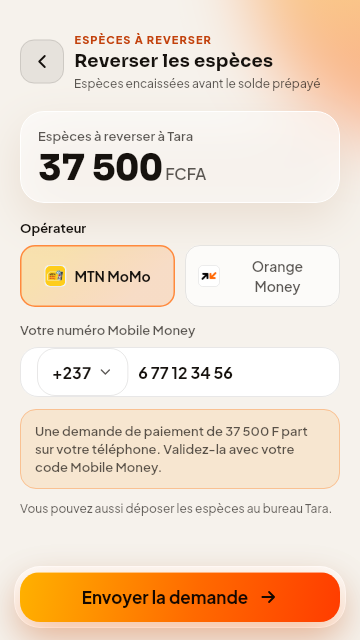 ESPÈCES À REVERSER
Reverser les espèces
Espèces encaissées avant le solde prépayé
Espèces à reverser à Tara
37 500 FCFA
Opérateur
MTN MoMo
Orange
Money
Votre numéro Mobile Money
+237 6 77 12 34 56
Une demande de paiement de 37 500 F part
sur votre téléphone. Validez-la avec votre
code Mobile Money.
Vous pouvez aussi déposer les espèces au bureau Tara.
Envoyer la demande →